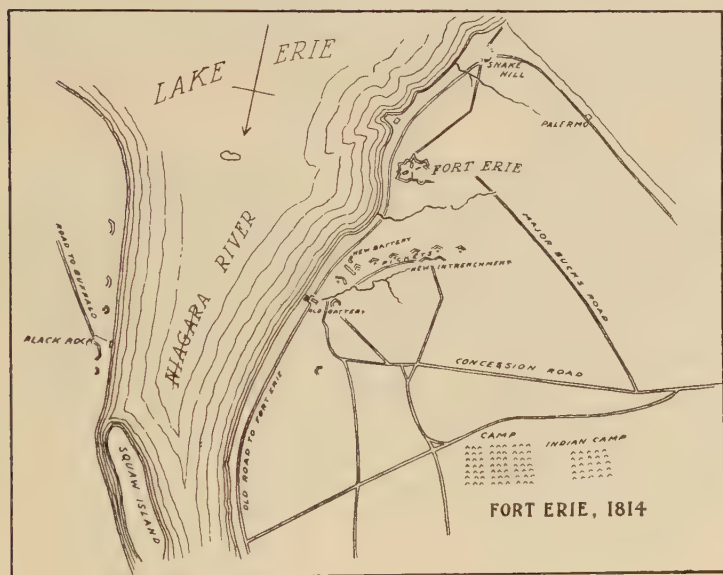 LAKE ERIE
SNAKE HILL
PALERMO
FORT ERIE
MAJOR BUCKS ROAD
NIAGARA RIVER
NEW BATTERY
PICKETS
NEW INTRENCHMENT
OLD BATTERY
ROAD TO BUFFALO
BLACK ROCK
CONCESSION ROAD
OLD ROAD TO FORT ERIE
SQUAW ISLAND
CAMP
INDIAN CAMP
FORT ERIE, 1814